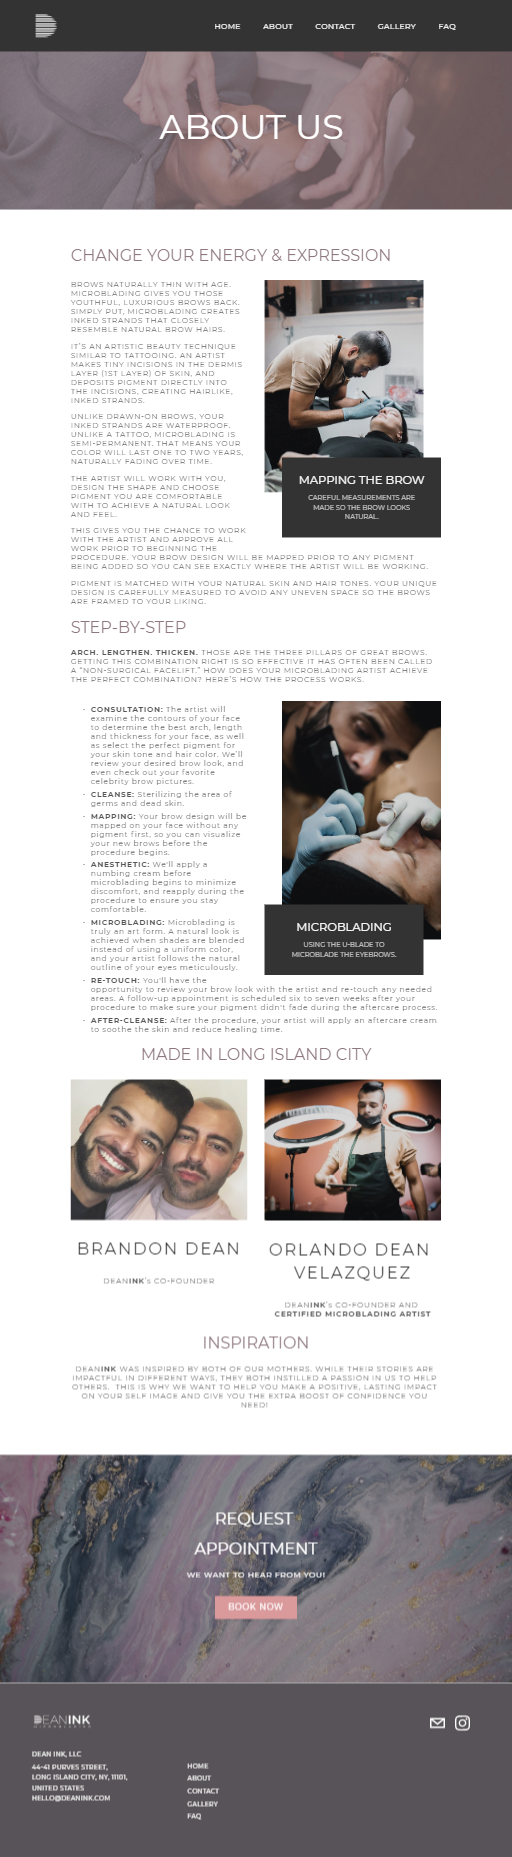 HOME ABOUT CONTACT GALLERY FAQ
ABOUT US
CHANGE YOUR ENERGY & EXPRESSION
BROWS NATURALLY THIN WITH AGE.
MICROBLADING GIVES YOU THOSE
YOUTHFUL, LUXURIOUS BROWS BACK.
SIMPLY PUT, MICROBLADING CREATES
INKED STRANDS THAT CLOSELY
RESEMBLE NATURAL BROW HAIRS.
IT'S AN ARTISTIC BEAUTY TECHNIQUE
SIMILAR TO TATTOOING. AN ARTIST
MAKES TINY INCISIONS IN THE DERMIS
LAYER (1ST LAYER) OF SKIN, AND
DEPOSITS PIGMENT DIRECTLY INTO
THE INCISIONS, CREATING HAIRLIKE,
INKED STRANDS.
UNLIKE DRAWN-ON BROWS, YOUR
INKED STRANDS ARE WATERPROOF.
UNLIKE A TATTOO, MICROBLADING IS
SEMI-PERMANENT. THAT MEANS YOUR
COLOR WILL LAST ONE TO TWO YEARS,
NATURALLY FADING OVER TIME.
THE ARTIST WILL WORK WITH YOU,
DESIGN THE SHAPE AND CHOOSE
PIGMENT YOU ARE COMFORTABLE
WITH TO ACHIEVE A NATURAL LOOK
AND FEEL.
THIS GIVES YOU THE CHANCE TO WORK
WITH THE ARTIST AND APPROVE ALL
WORK PRIOR TO BEGINNING THE
PROCEDURE. YOUR BROW DESIGN WILL BE MAPPED PRIOR TO ANY PIGMENT
BEING ADDED SO YOU CAN SEE EXACTLY WHERE THE ARTIST WILL BE WORKING.
PIGMENT IS MATCHED WITH YOUR NATURAL SKIN AND HAIR TONES. YOUR UNIQUE
DESIGN IS CAREFULLY MEASURED TO AVOID ANY UNEVEN SPACE SO THE BROWS
ARE FRAMED TO YOUR LIKING.
MAPPING THE BROW
CAREFUL MEASUREMENTS ARE
MADE SO THE BROW LOOKS
NATURAL.
STEP-BY-STEP
ARCH. LENGTHEN. THICKEN. THOSE ARE THE THREE PILLARS OF GREAT BROWS.
GETTING THIS COMBINATION RIGHT IS SO EFFECTIVE IT HAS OFTEN BEEN CALLED
A "NON-SURGICAL FACELIFT." HOW DOES YOUR MICROBLADING ARTIST ACHIEVE
THE PERFECT COMBINATION? HERE'S HOW THE PROCESS WORKS.
- CONSULTATION: The artist will
examine the contours of your face
to determine the best arch, length
and thickness for your face, as well
as select the perfect pigment for
your skin tone and hair color. We'll
review your desired brow look, and
even check out your favorite
celebrity brow pictures.
- CLEANSE: Sterilizing the area of
germs and dead skin.
- MAPPING: Your brow design will be
mapped on your face without any
pigment first, so you can visualize
your new brows before the
procedure begins.
- ANESTHETIC: We'll apply a
numbing cream before
microblading begins to minimize
discomfort, and reapply during the
procedure to ensure you stay
comfortable.
- MICROBLADING: Microblading is
truly an art form. A natural look is
achieved when shades are blended
instead of using a uniform color,
and your artist follows the natural
outline of your eyes meticulously.
- RE-TOUCH: You'll have the
opportunity to review your brow look with the artist and re-touch any needed
areas. A follow-up appointment is scheduled six to seven weeks after your
procedure to make sure your pigment didn't fade during the aftercare process.
- AFTER-CLEANSE: After the procedure, your artist will apply an aftercare cream
to soothe the skin and reduce healing time.
MICROBLADING
USING THE U-BLADE TO
MICROBLADE THE EYEBROWS.
MADE IN LONG ISLAND CITY
BRANDON DEAN
DEANINK's CO-FOUNDER
ORLANDO DEAN
VELAZQUEZ
DEANINK's CO-FOUNDER AND
CERTIFIED MICROBLADING ARTIST
INSPIRATION
DEANINK WAS INSPIRED BY BOTH OF OUR MOTHERS. WHILE THEIR STORIES ARE
IMPACTFUL IN DIFFERENT WAYS, THEY BOTH INSTILLED A PASSION IN US TO HELP
OTHERS. THIS IS WHY WE WANT TO HELP YOU MAKE A POSITIVE, LASTING IMPACT
ON YOUR SELF IMAGE AND GIVE YOU THE EXTRA BOOST OF CONFIDENCE YOU
NEED!
REQUEST
APPOINTMENT
WE WANT TO HEAR FROM YOU!
BOOK NOW
DEANINK
MICROBLADING
DEAN INK, LLC
44-41 PURVES STREET,
LONG ISLAND CITY, NY, 11101,
UNITED STATES
HELLO@DEANINK.COM
HOME
ABOUT
CONTACT
GALLERY
FAQ